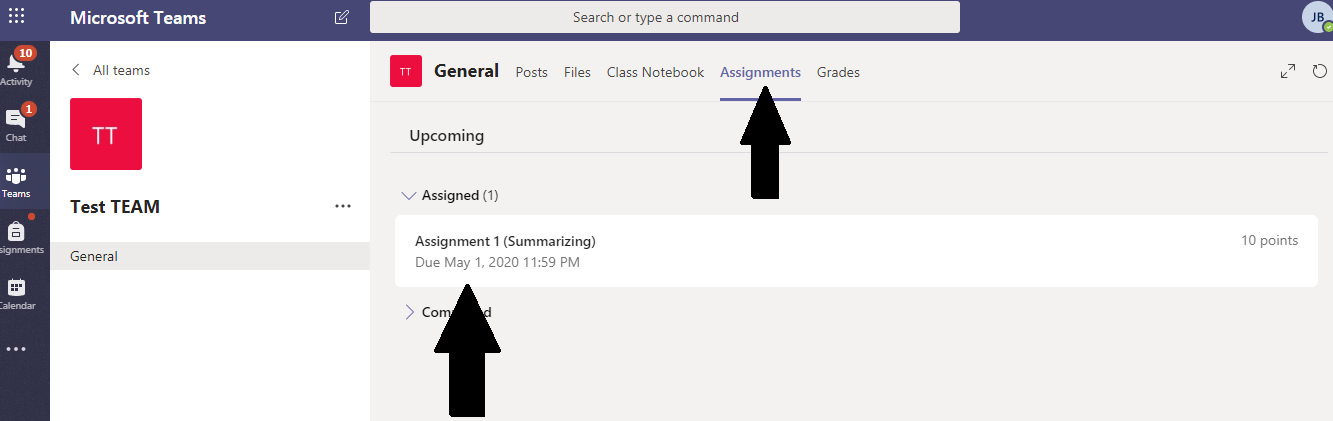 Microsoft Teams
Search or type a command
JB
10
Activity
1
Chat
Teams
signments
Calendar
All teams
TT
Test TEAM
General
TT
General Posts Files Class Notebook Assignments Grades
Upcoming
Assigned (1)
Assignment 1 (Summarizing)
10 points
Due May 1, 2020 11:59 PM